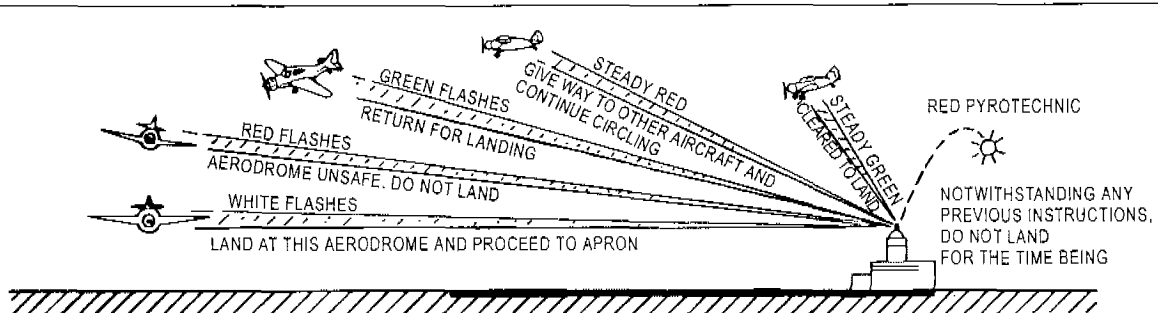 STEADY RED
GIVE WAY TO OTHER AIRCRAFT AND
CONTINUE CIRCLING
STEADY GREEN
CLEARED TO LAND
GREEN FLASHES
RETURN FOR LANDING
RED PYROTECHNIC
RED FLASHES
AERODROME UNSAFE. DO NOT LAND
WHITE FLASHES
LAND AT THIS AERODROME AND PROCEED TO APRON
NOTWITHSTANDING ANY
PREVIOUS INSTRUCTIONS,
DO NOT LAND
FOR THE TIME BEING